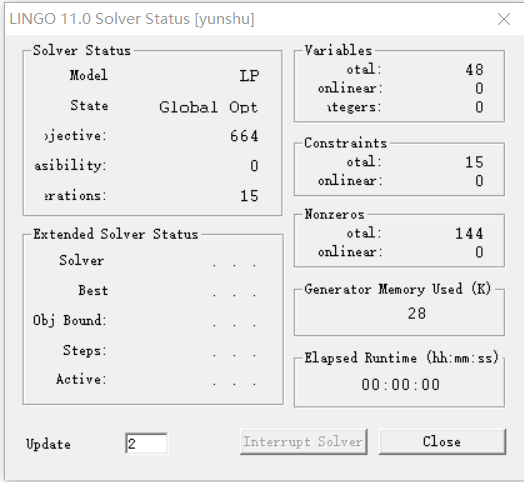 LINGO 11.0 Solver Status [yunshu]
Solver Status
Model LP
State Global Opt
jective: 664
asibility: 0
erations: 15
Extended Solver Status
Solver . . .
Best . . .
Obj Bound: . . .
Steps: . . .
Active: . . .
Variables
otal: 48
onlinear: 0
ntegers: 0
Constraints
otal: 15
onlinear: 0
Nonzeros
otal: 144
onlinear: 0
Generator Memory Used (K)
28
Elapsed Runtime (hh:mm:ss)
00:00:00
Update 2
Interrupt Solver
Close